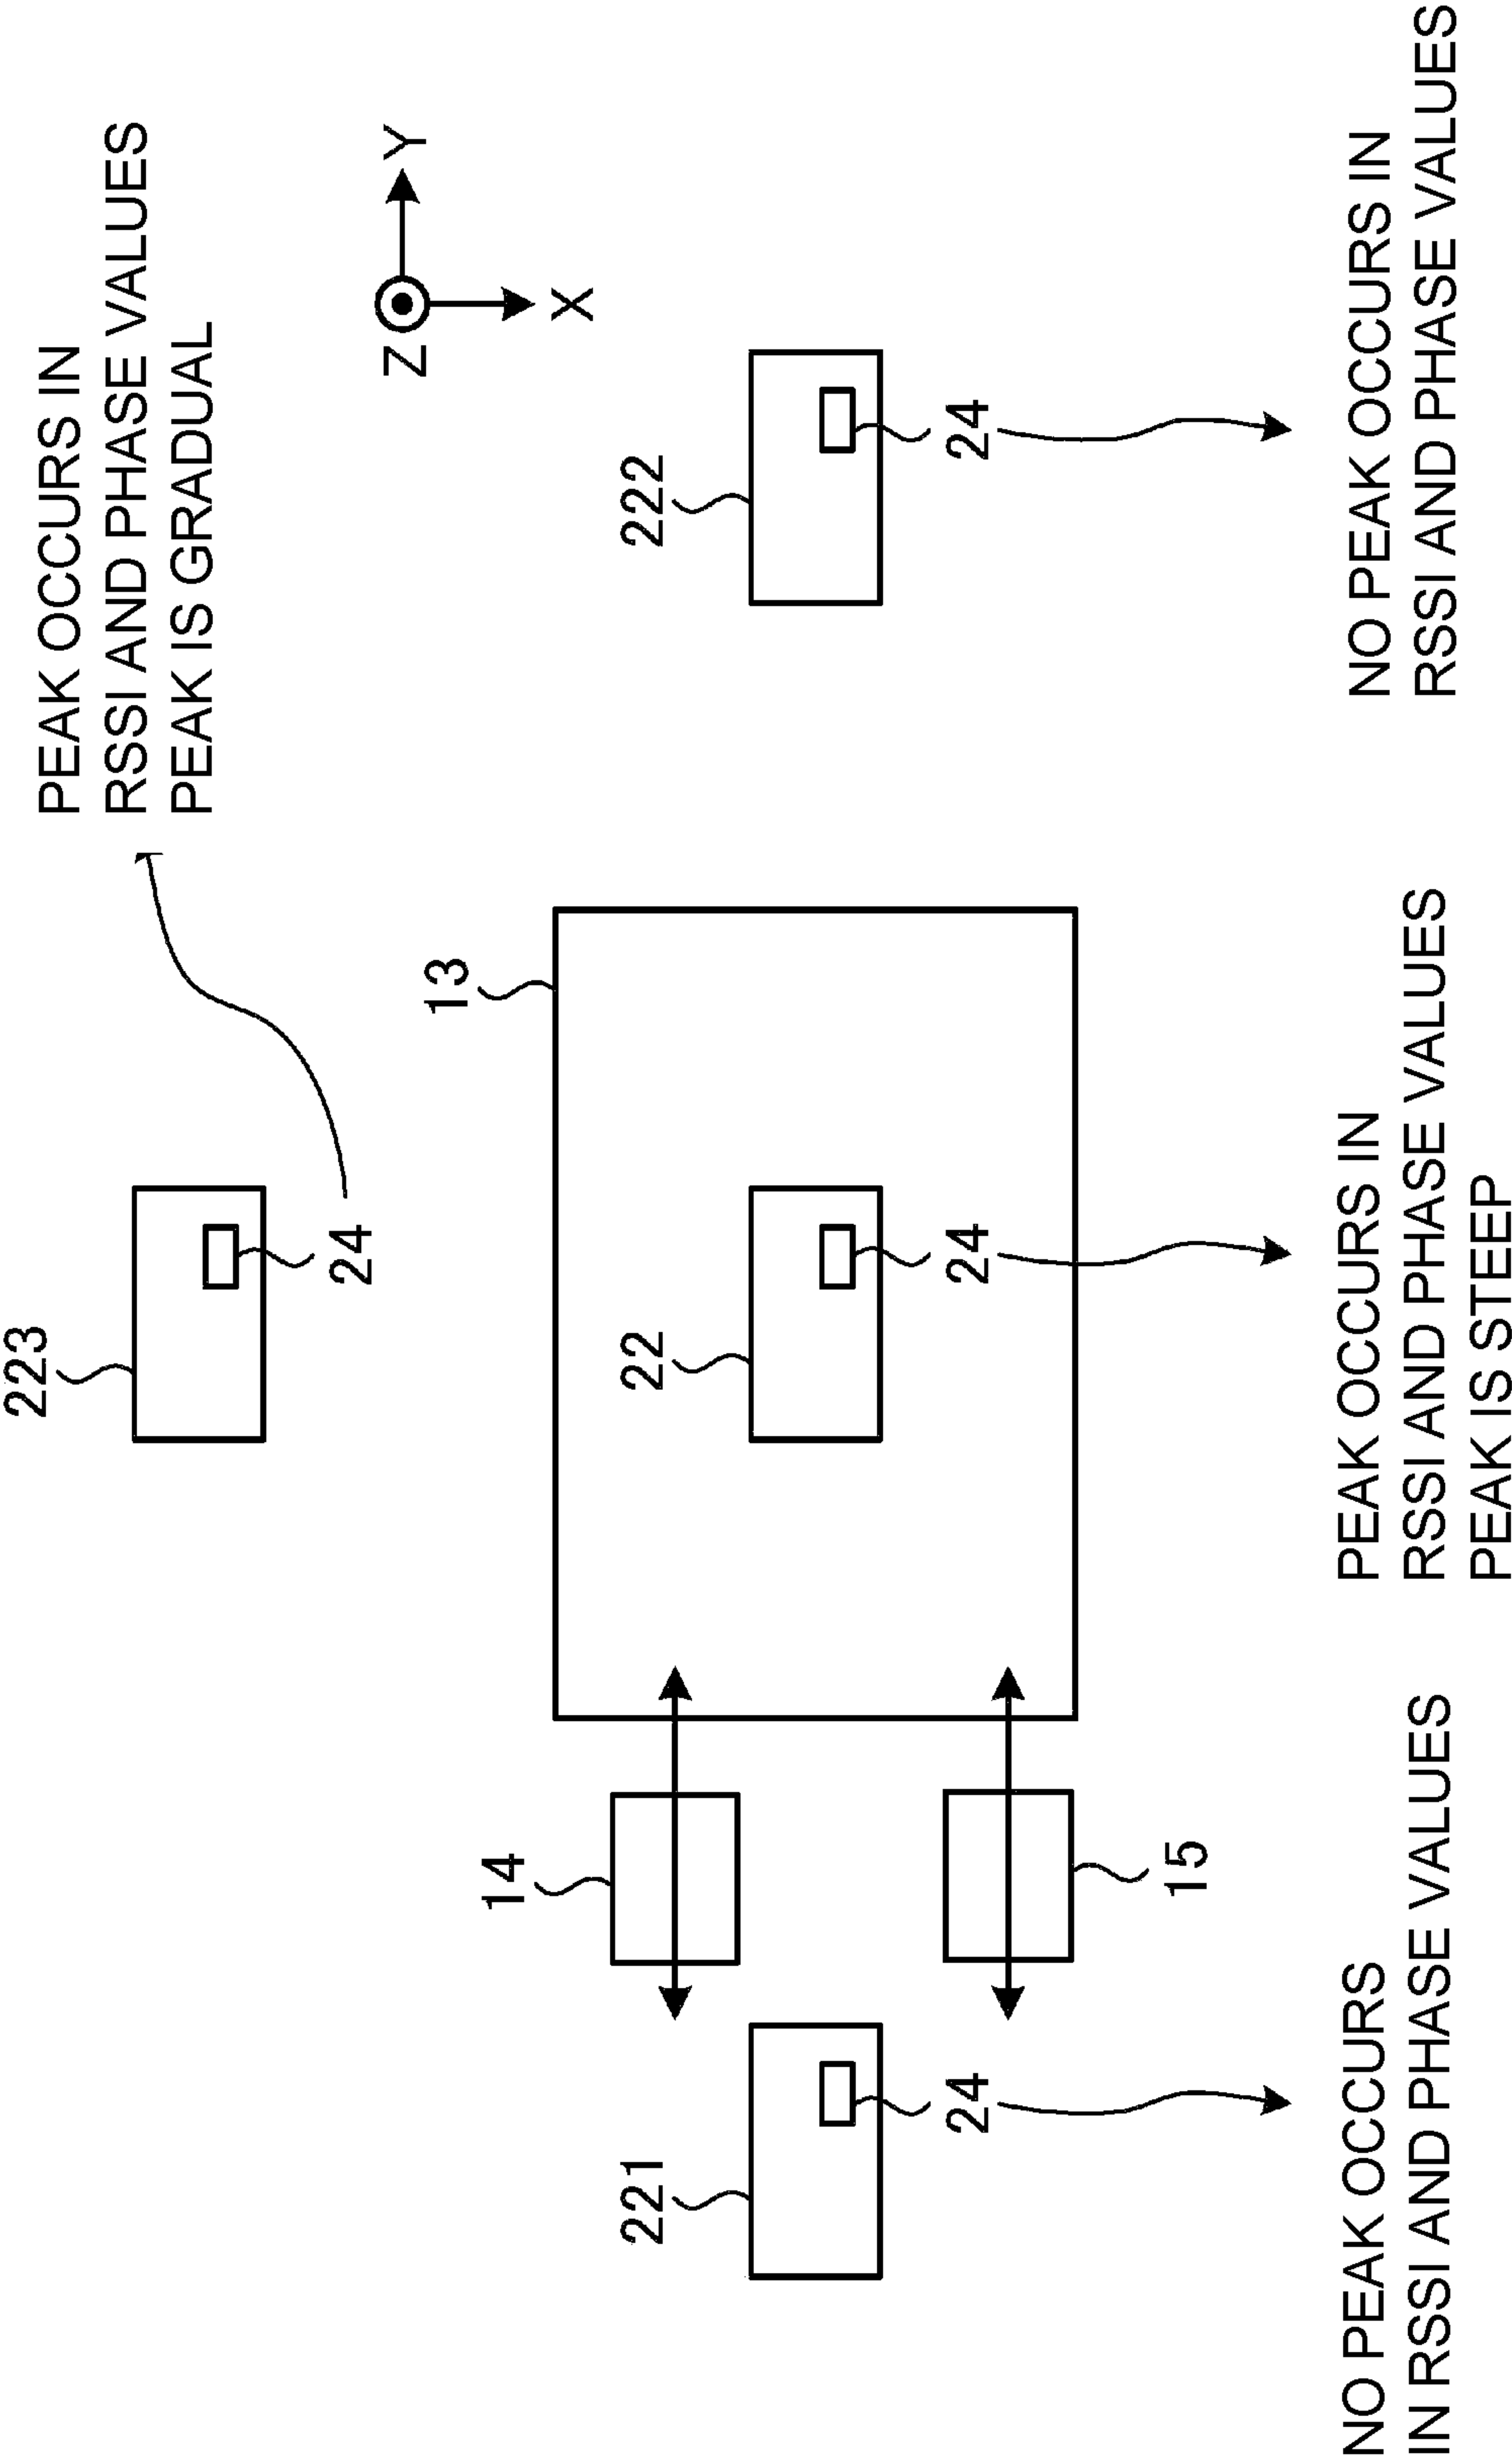 223
PEAK OCCURS IN
RSSI AND PHASE VALUES
PEAK IS GRADUAL
24
Z
Y
X
13
14
221
22
222
24
24
24
15
NO PEAK OCCURS
IN RSSI AND PHASE VALUES
PEAK OCCURS IN
RSSI AND PHASE VALUES
PEAK IS STEEP
NO PEAK OCCURS IN
RSSI AND PHASE VALUES